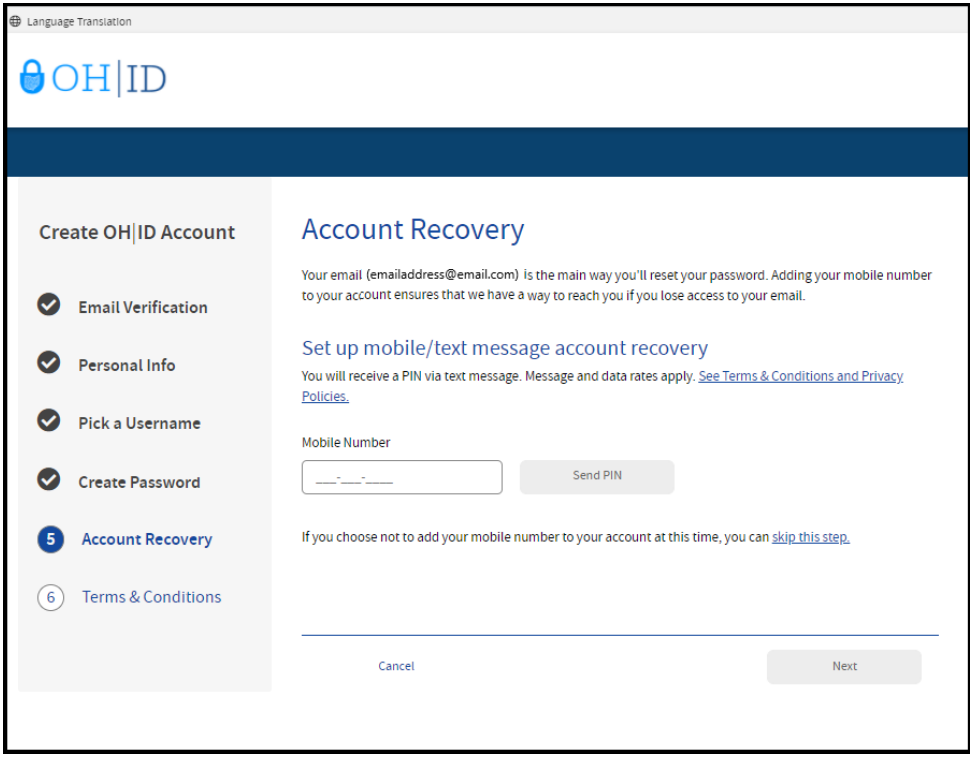 Language Translation
OH|ID
Create OH|ID Account
Email Verification
Personal Info
Pick a Username
Create Password
5 Account Recovery
6 Terms & Conditions
Account Recovery
Your email (emailaddress@email.com) is the main way you'll reset your password. Adding your mobile number
to your account ensures that we have a way to reach you if you lose access to your email.
Set up mobile/text message account recovery
You will receive a PIN via text message. Message and data rates apply. See Terms & Conditions and Privacy
Policies.
Mobile Number
___-___-____ Send PIN
If you choose not to add your mobile number to your account at this time, you can skip this step.
Cancel Next